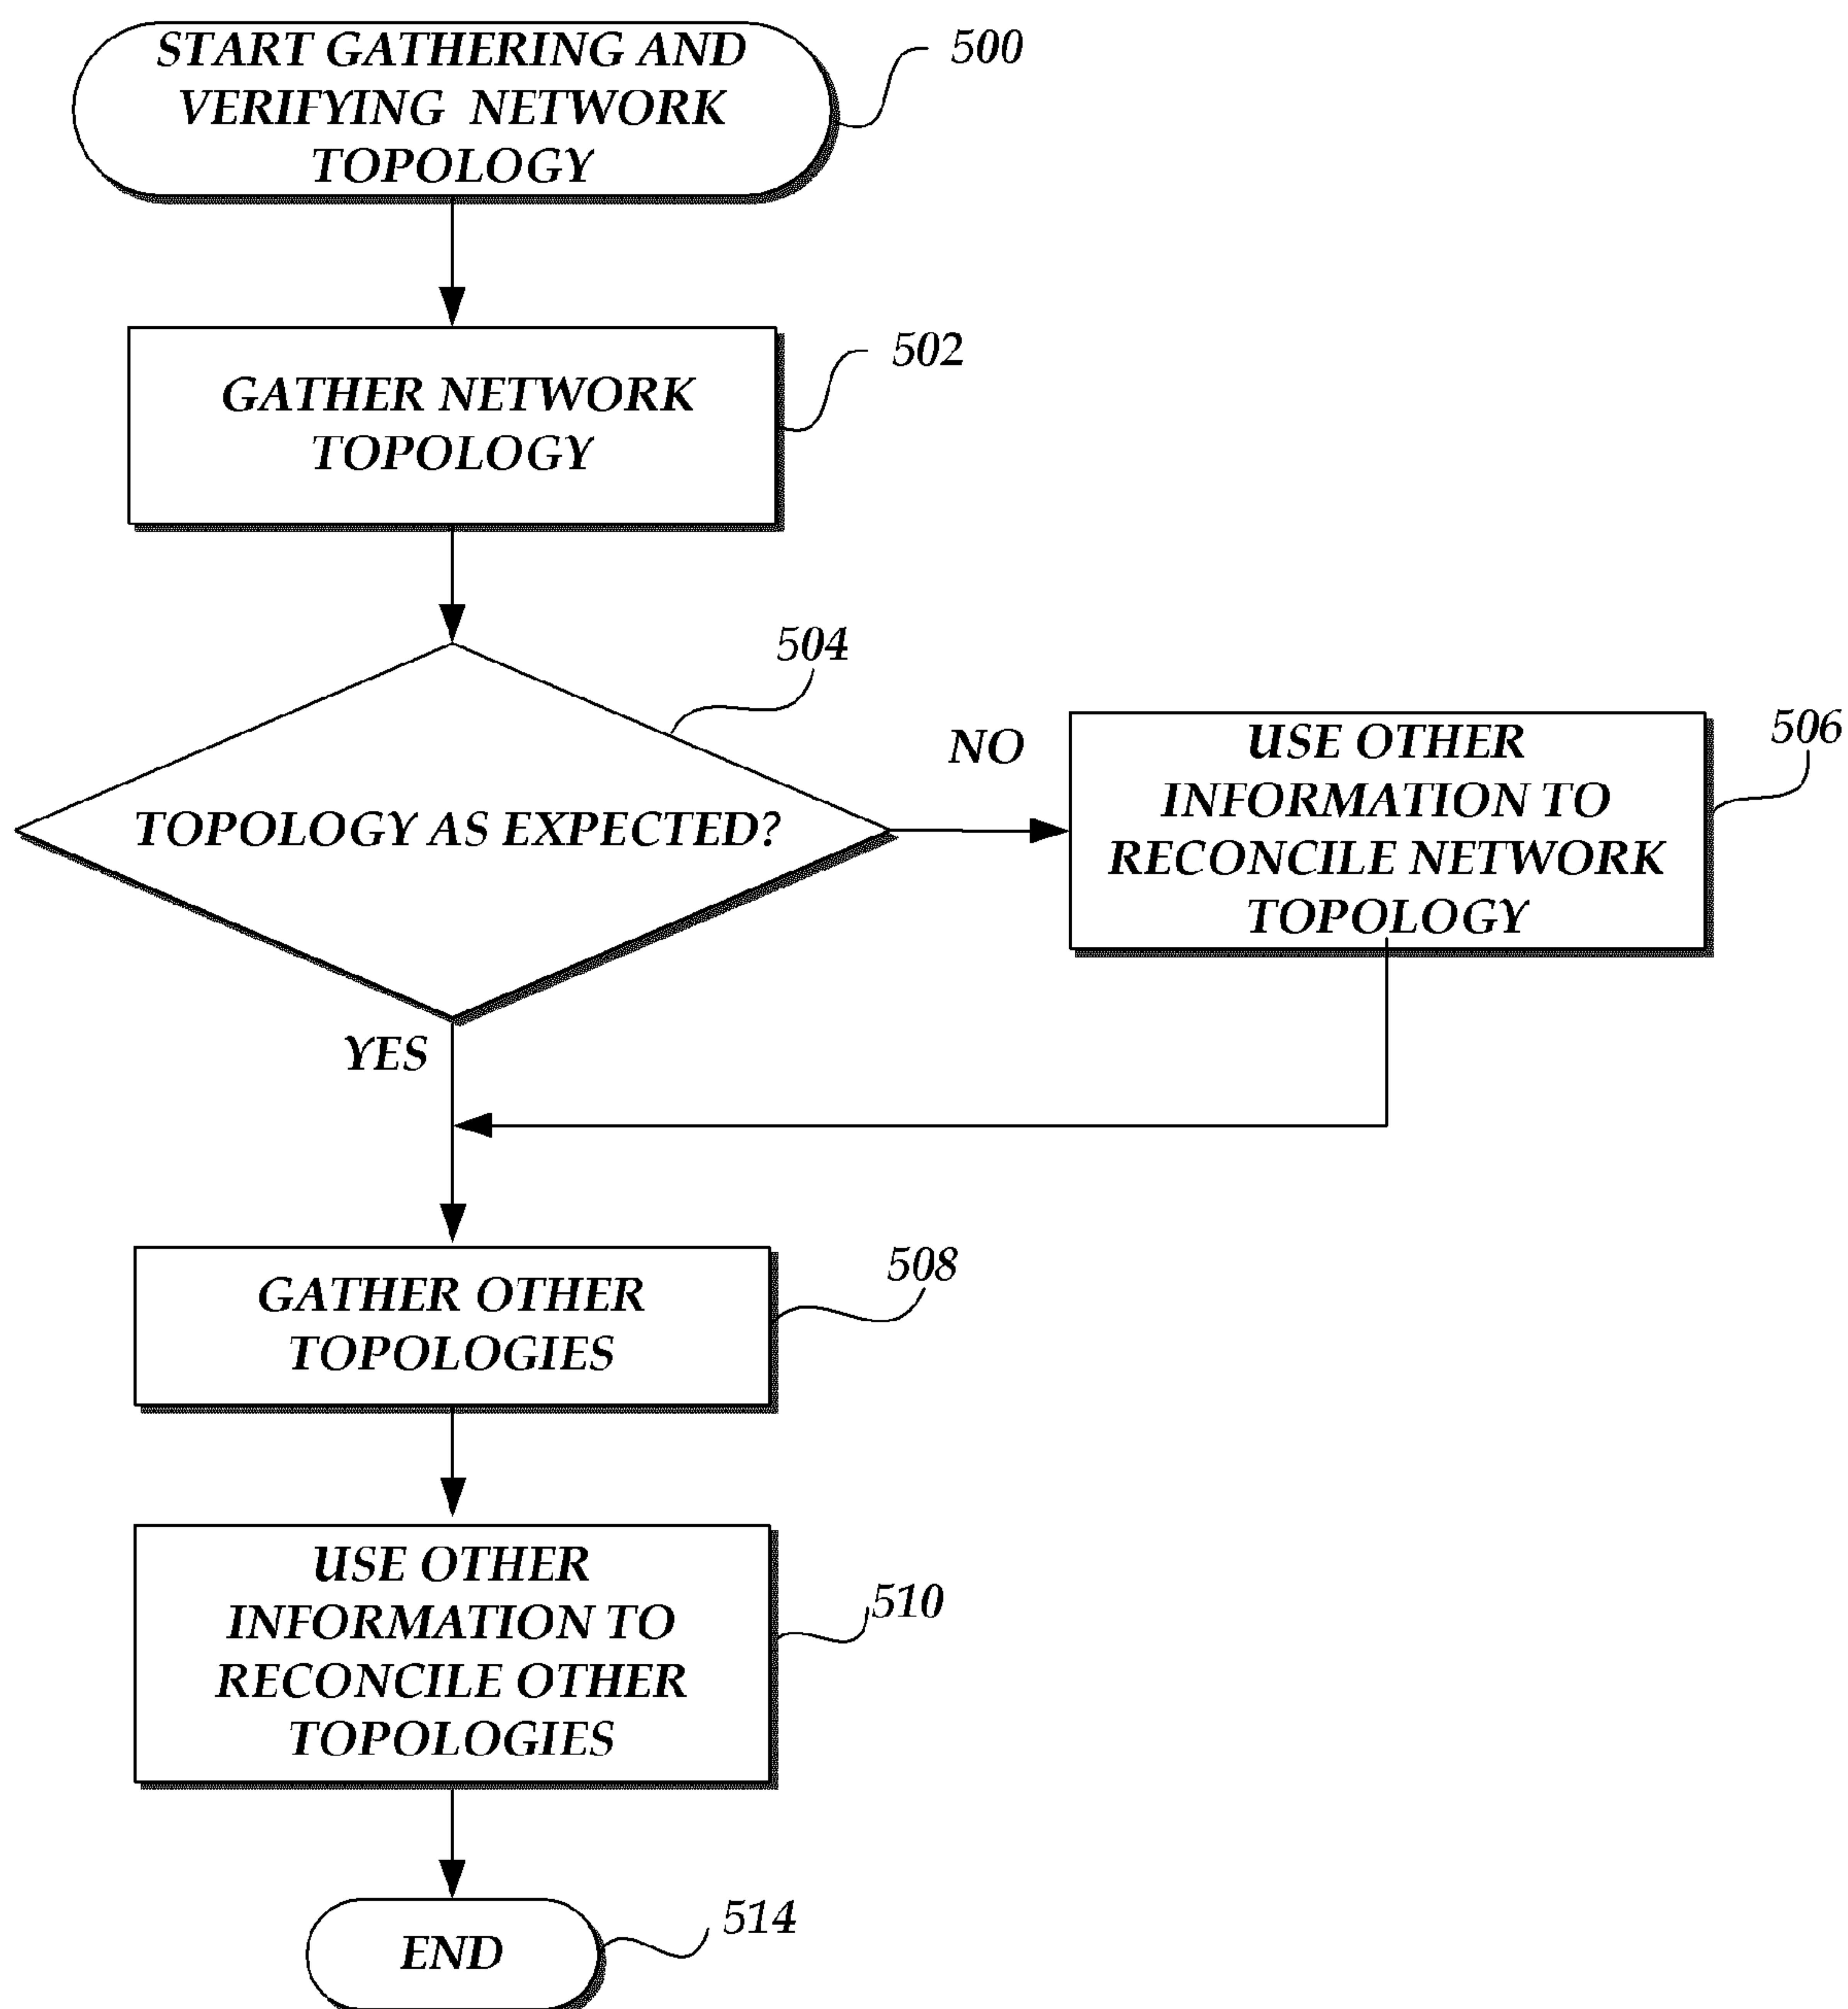 START GATHERING AND
VERIFYING NETWORK
TOPOLOGY
500
GATHER NETWORK
TOPOLOGY
502
TOPOLOGY AS EXPECTED?
504
NO
USE OTHER
INFORMATION TO
RECONCILE NETWORK
TOPOLOGY
506
YES
GATHER OTHER
TOPOLOGIES
508
USE OTHER
INFORMATION TO
RECONCILE OTHER
TOPOLOGIES
510
END
514